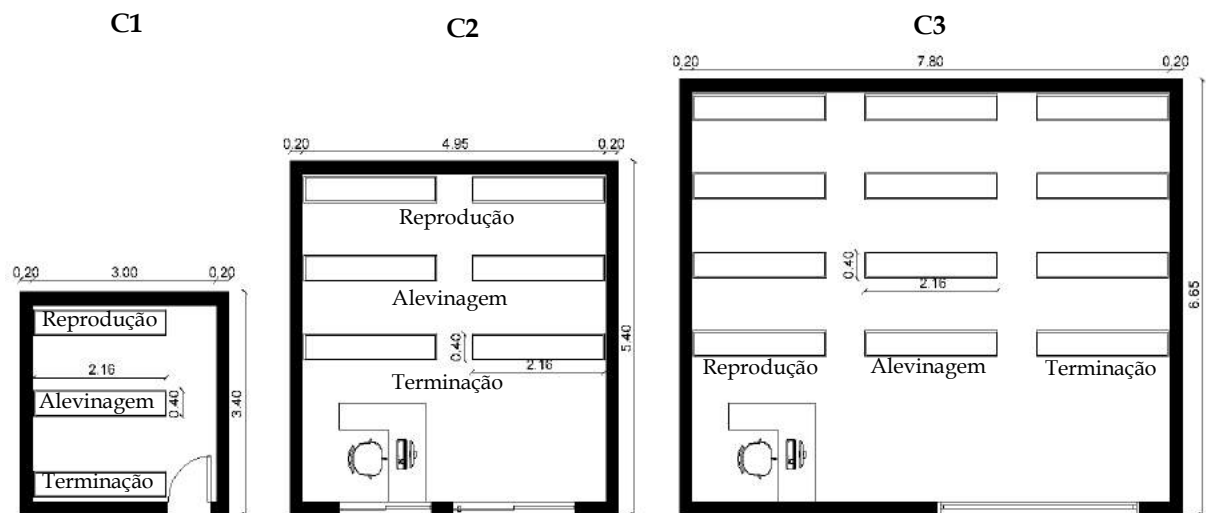 C1
0,20 3.00 0,20
Reprodução
2.16
Alevinagem
0,40
3.40
Terminação
C2
0,20 4.95 0,20
Reprodução
Alevinagem
0,40
2.16
Terminação
5.40
C3
0,20 7.80 0,20
0,40
2.16
6.65
Reprodução Alevinagem Terminação